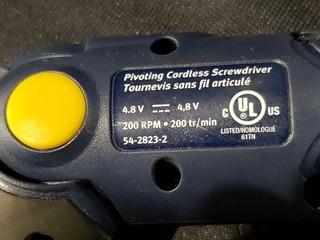 Pivoting Cordless Screwdriver
Tournevis sans fil articulé
4.8 V ⎓ 4,8 V
200 RPM • 200 tr/min
54-2823-2
C UL US
LISTED/HOMOLOGUÉ
61TN